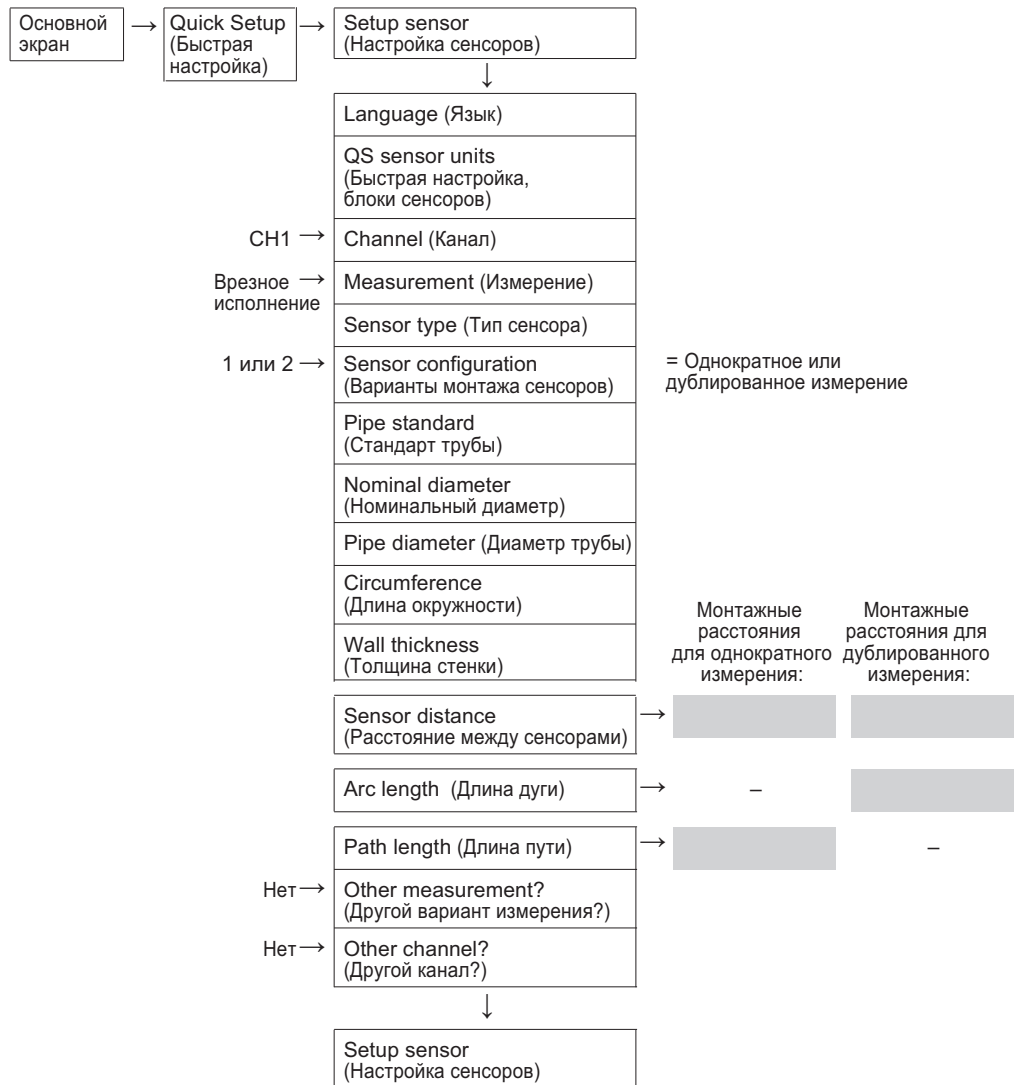 Основной
экран
→
Quick Setup
(Быстрая
настройка)
→
Setup sensor
(Настройка сенсоров)
↓
Language (Язык)
QS sensor units
(Быстрая настройка,
блоки сенсоров)
CH1 →
Channel (Канал)
Врезное →
исполнение
Measurement (Измерение)
Sensor type (Тип сенсора)
1 или 2 →
Sensor configuration
(Варианты монтажа сенсоров)
= Однократное или
дублированное измерение
Pipe standard
(Стандарт трубы)
Nominal diameter
(Номинальный диаметр)
Pipe diameter (Диаметр трубы)
Circumference
(Длина окружности)
Wall thickness
(Толщина стенки)
Монтажные
расстояния
для однократного
измерения:
Монтажные
расстояния для
дублированного
измерения:
Sensor distance
(Расстояние между сенсорами)
→
Arc length (Длина дуги)
→
–
Path length (Длина пути)
→
–
Нет →
Other measurement?
(Другой вариант измерения?)
Нет →
Other channel?
(Другой канал?)
↓
Setup sensor
(Настройка сенсоров)